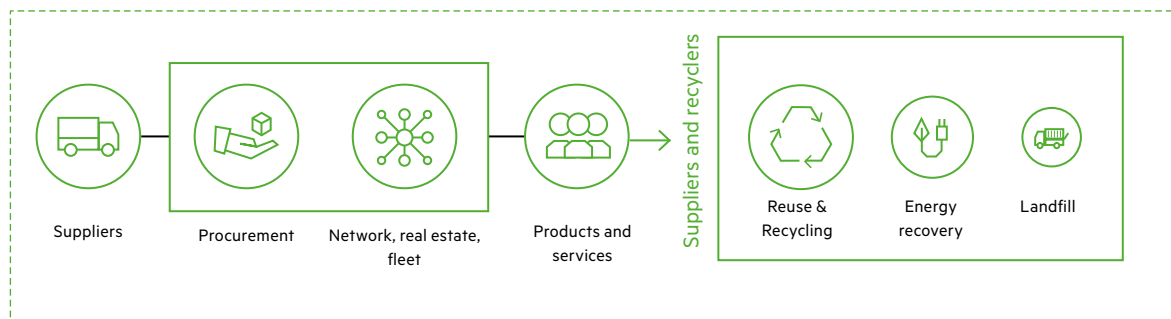 Suppliers
Procurement
Network, real estate,
fleet
Products and
services
Suppliers and recyclers
Reuse &
Recycling
Energy
recovery
Landfill